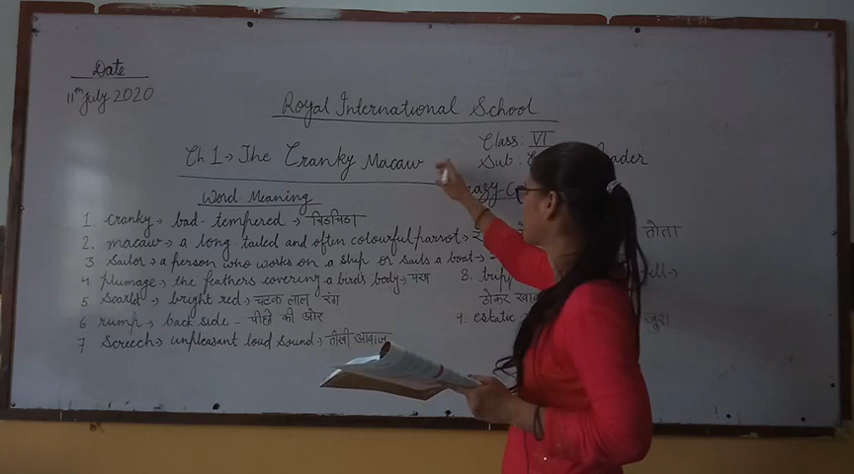 Date
11th July 2020
Royal International School
Class: VI
Ch 1 → The Cranky Macaw
Sub:
Word-Meaning
1 cranky → bad-tempered → चिडचिडा
2. macaw → a long tailed and often colourful parrot → तोता
3 sailor → a person who works on a ship or sails a boat →
4 plumage → the feathers covering a bird's body → पंख
5 scarlet → bright red → चटक लाल रंग
6 rump → back side - पीछे की ओर
7 screech → unpleasant loud sound → तीखी आवाज
8.
ठोकर
9. estatic → खुश